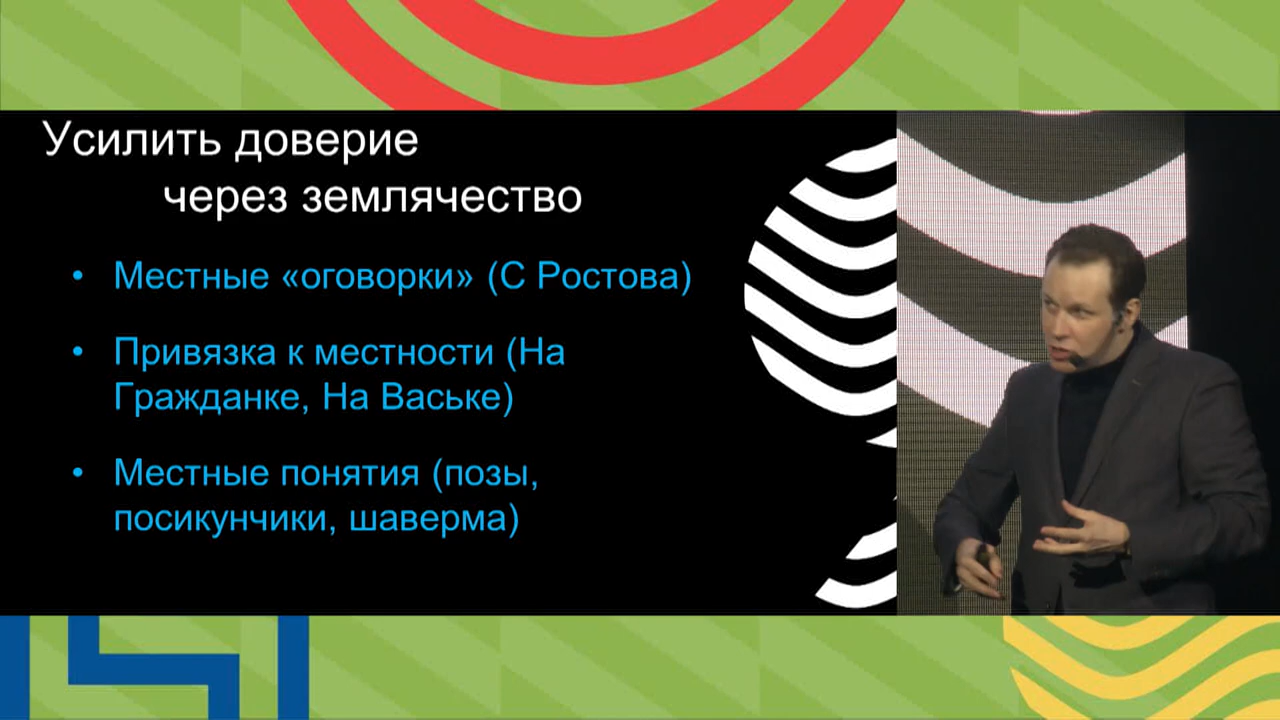 Усилить доверие
через землячество
• Местные «оговорки» (С Ростова)
• Привязка к местности (На
Гражданке, На Ваське)
• Местные понятия (позы,
посикунчики, шаверма)